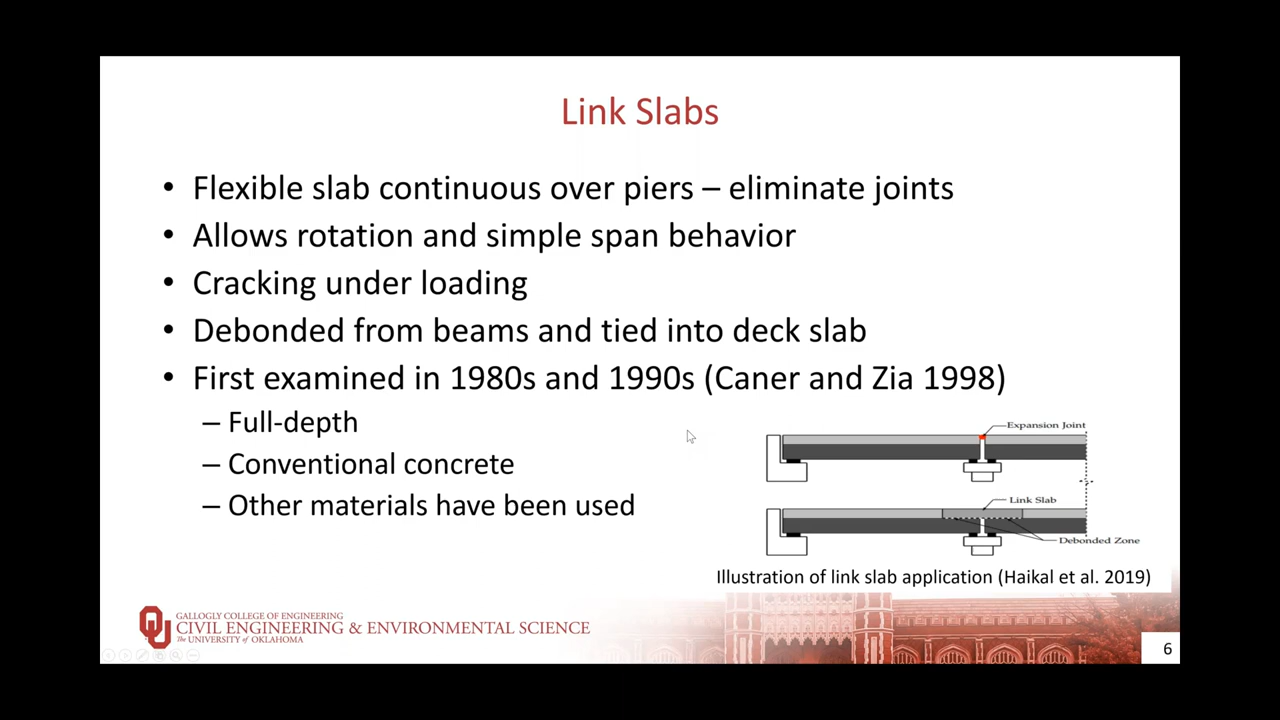 Link Slabs
• Flexible slab continuous over piers – eliminate joints
• Allows rotation and simple span behavior
• Cracking under loading
• Debonded from beams and tied into deck slab
• First examined in 1980s and 1990s (Caner and Zia 1998)
– Full-depth
– Conventional concrete
– Other materials have been used
Expansion Joint
Link Slab
Debonded Zone
Illustration of link slab application (Haikal et al. 2019)
OU
GALLOGLY COLLEGE OF ENGINEERING
CIVIL ENGINEERING & ENVIRONMENTAL SCIENCE
The UNIVERSITY of OKLAHOMA
6